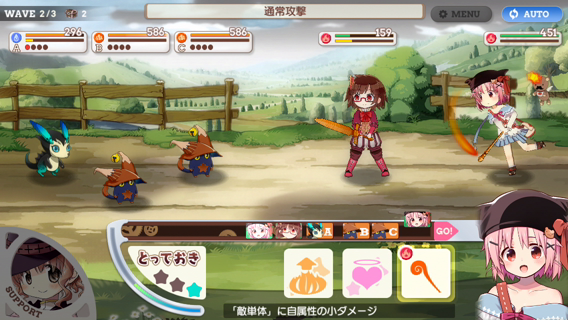 WAVE 2/3 2
通常攻撃
MENU
AUTO
296
A
586
B
586
C
159
451
A B C GO!
とっておき
SUPPORT
「敵単体」に自属性の小ダメージ